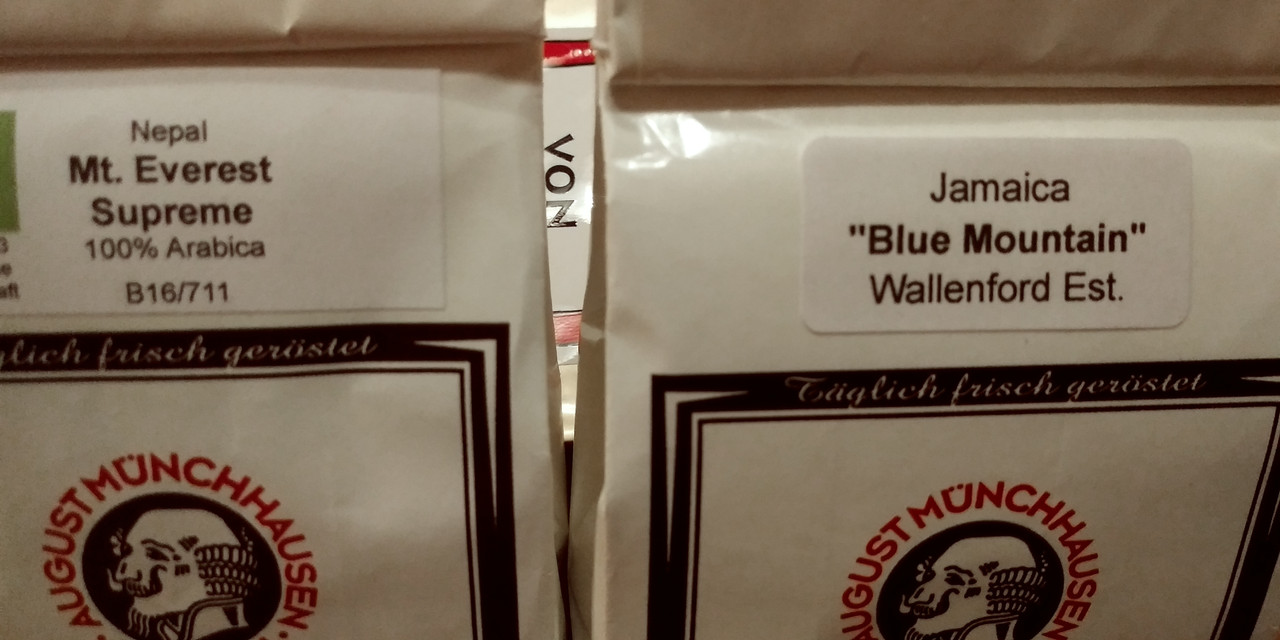 Nepal
Mt. Everest
Supreme
100% Arabica
B16/711
glich frisch geröstet
AUGUST MÜNCHHAUSEN
VON
Jamaica
"Blue Mountain"
Wallenford Est.
Täglich frisch geröstet
AUGUST MÜNCHHAUSEN